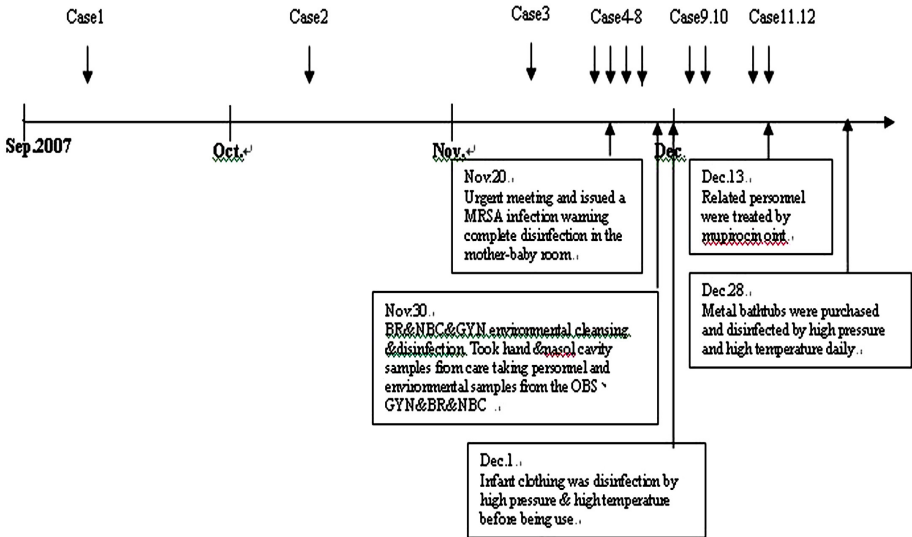 Case1
Case2
Case3
Case4-8
Case9.10
Case11.12
Sep.2007
Oct.
Nov.
Dec.
Nov.20.
Urgent meeting and issued a
MRSA infection warning
complete disinfection in the
mother-baby room.
Dec.13.
Related personnel
were treated by
mupirocin oint.
Nov.30.
BR&NBC&GYN environmental cleansing
&disinfection. Took hand &nasol cavity
samples from care taking personnel and
environmental samples from the OBS、
GYN&BR&NBC .
Dec.28.
Metal bathtubs were purchased
and disinfected by high pressure
and high temperature daily.
Dec.1.
Infant clothing was disinfection by
high pressure & high temperature
before being use.